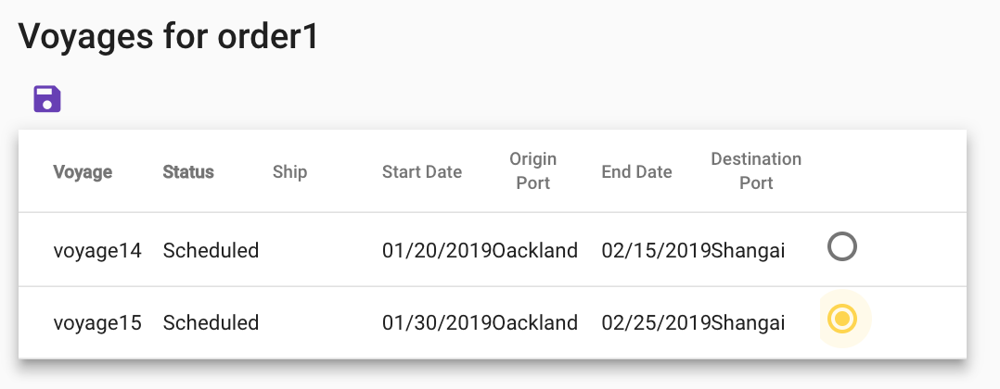 Voyages for order1
Voyage Status Ship Start Date Origin Port End Date Destination Port
voyage14 Scheduled 01/20/2019 Oackland 02/15/2019 Shangai
voyage15 Scheduled 01/30/2019 Oackland 02/25/2019 Shangai